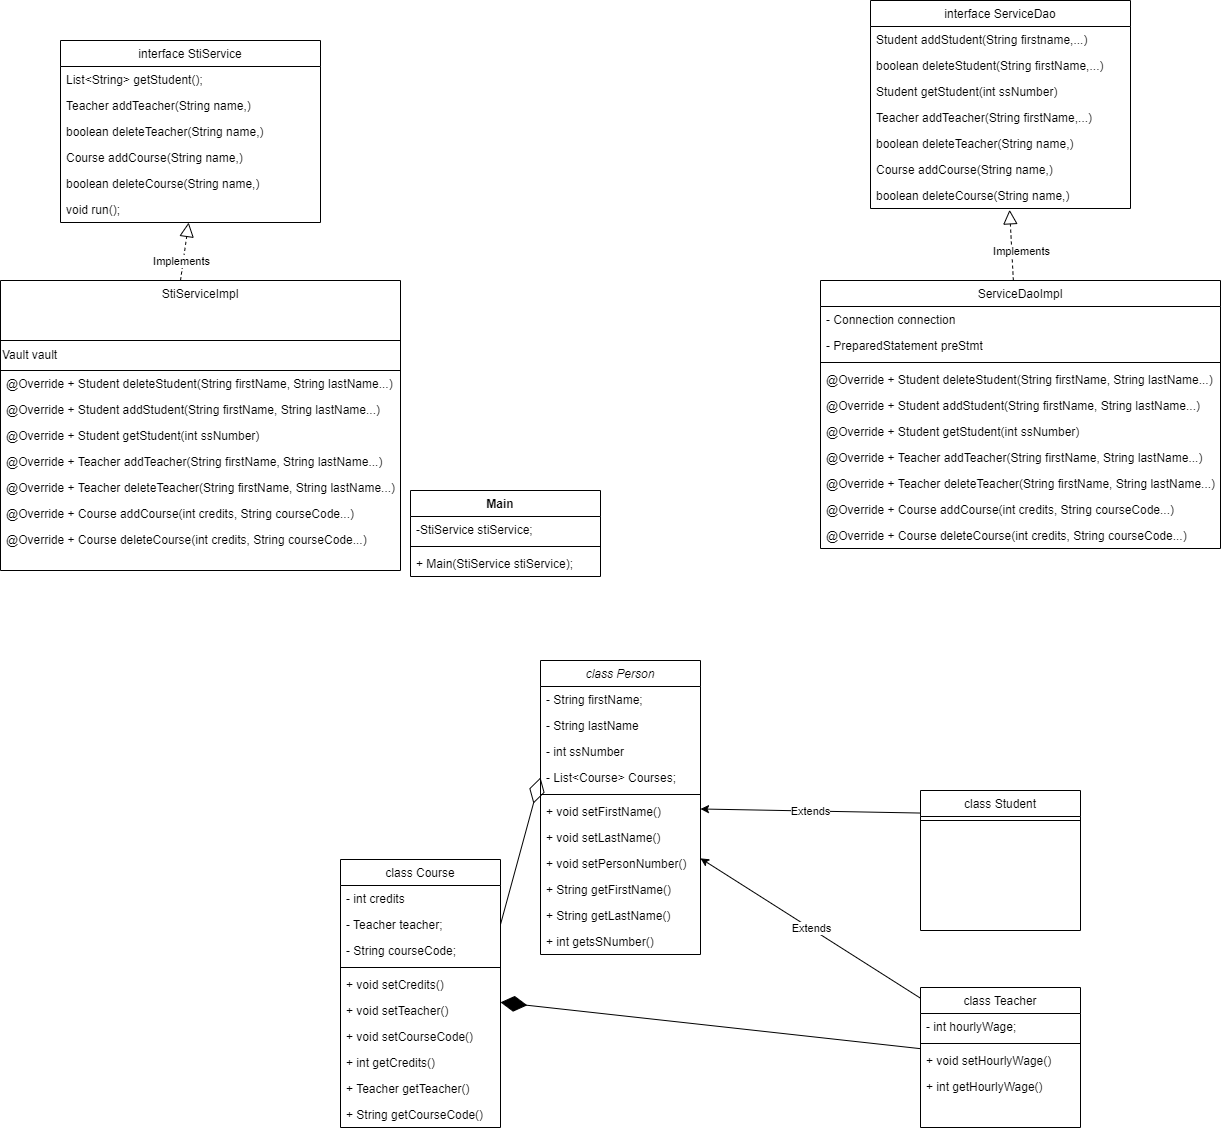 interface StiService
List<String> getStudent();
Teacher addTeacher(String name,)
boolean deleteTeacher(String name,)
Course addCourse(String name,)
boolean deleteCourse(String name,)
void run();
interface ServiceDao
Student addStudent(String firstname,...)
boolean deleteStudent(String firstName,...)
Student getStudent(int ssNumber)
Teacher addTeacher(String firstName,...)
boolean deleteTeacher(String name,)
Course addCourse(String name,)
boolean deleteCourse(String name,)
Implements
Implements
StiServiceImpl
Vault vault
@Override + Student deleteStudent(String firstName, String lastName...)
@Override + Student addStudent(String firstName, String lastName...)
@Override + Student getStudent(int ssNumber)
@Override + Teacher addTeacher(String firstName, String lastName...)
@Override + Teacher deleteTeacher(String firstName, String lastName...)
@Override + Course addCourse(int credits, String courseCode...)
@Override + Course deleteCourse(int credits, String courseCode...)
Main
-StiService stiService;
+ Main(StiService stiService);
ServiceDaoImpl
- Connection connection
- PreparedStatement preStmt
@Override + Student deleteStudent(String firstName, String lastName...)
@Override + Student addStudent(String firstName, String lastName...)
@Override + Student getStudent(int ssNumber)
@Override + Teacher addTeacher(String firstName, String lastName...)
@Override + Teacher deleteTeacher(String firstName, String lastName...)
@Override + Course addCourse(int credits, String courseCode...)
@Override + Course deleteCourse(int credits, String courseCode...)
class Person
- String firstName;
- String lastName
- int ssNumber
- List<Course> Courses;
+ void setFirstName()
+ void setLastName()
+ void setPersonNumber()
+ String getFirstName()
+ String getLastName()
+ int getsSNumber()
Extends
class Student
Extends
class Course
- int credits
- Teacher teacher;
- String courseCode;
+ void setCredits()
+ void setTeacher()
+ void setCourseCode()
+ int getCredits()
+ Teacher getTeacher()
+ String getCourseCode()
class Teacher
- int hourlyWage;
+ void setHourlyWage()
+ int getHourlyWage()